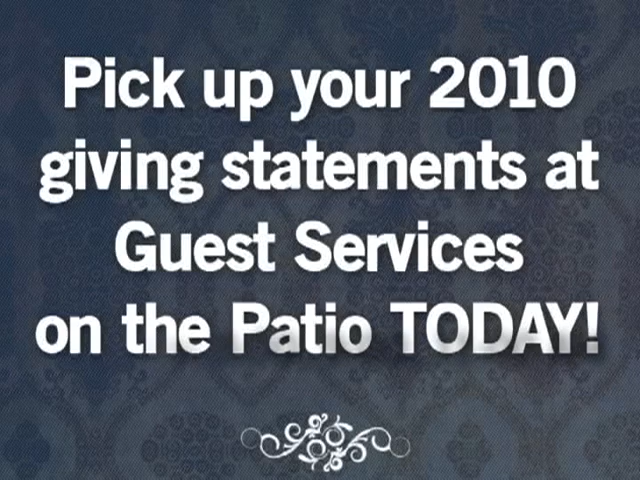 Pick up your 2010
giving statements at
Guest Services
on the Patio TODAY!